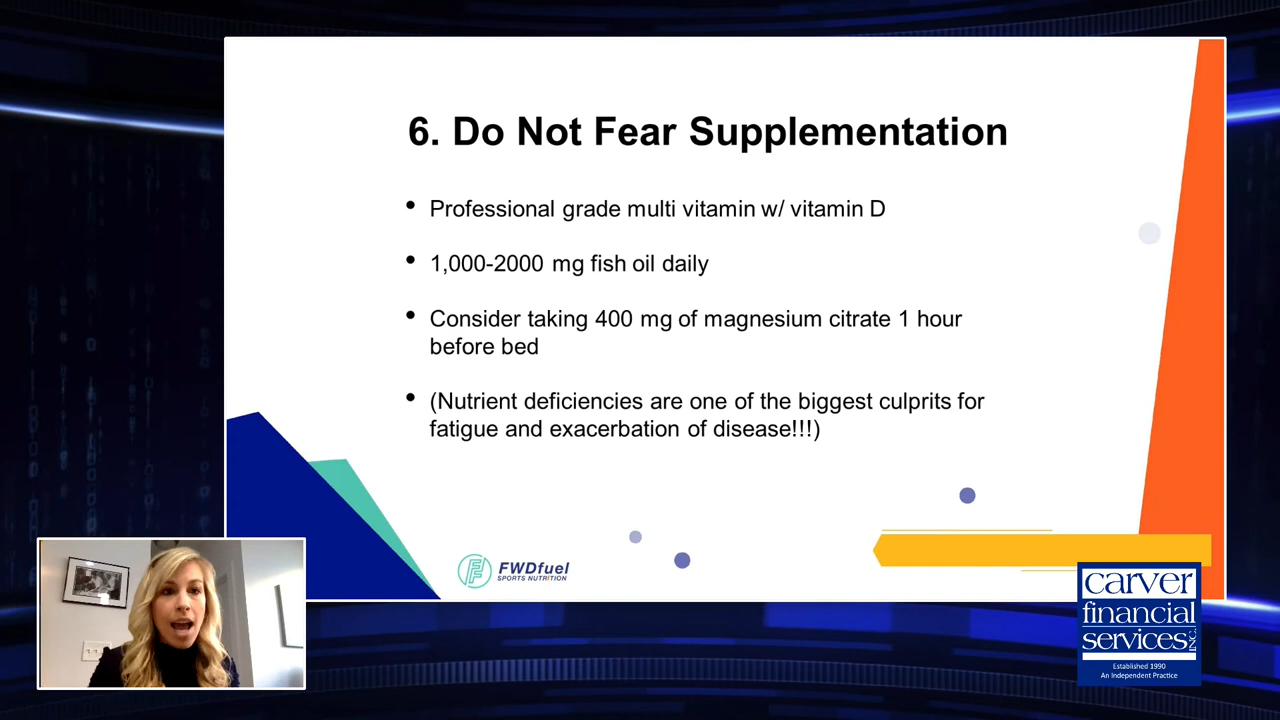 6. Do Not Fear Supplementation
• Professional grade multi vitamin w/ vitamin D
• 1,000-2000 mg fish oil daily
• Consider taking 400 mg of magnesium citrate 1 hour
before bed
• (Nutrient deficiencies are one of the biggest culprits for
fatigue and exacerbation of disease!!!)
FWDfuel
SPORTS NUTRITION
carver
financial
services INC.
Established 1990
An Independent Practice